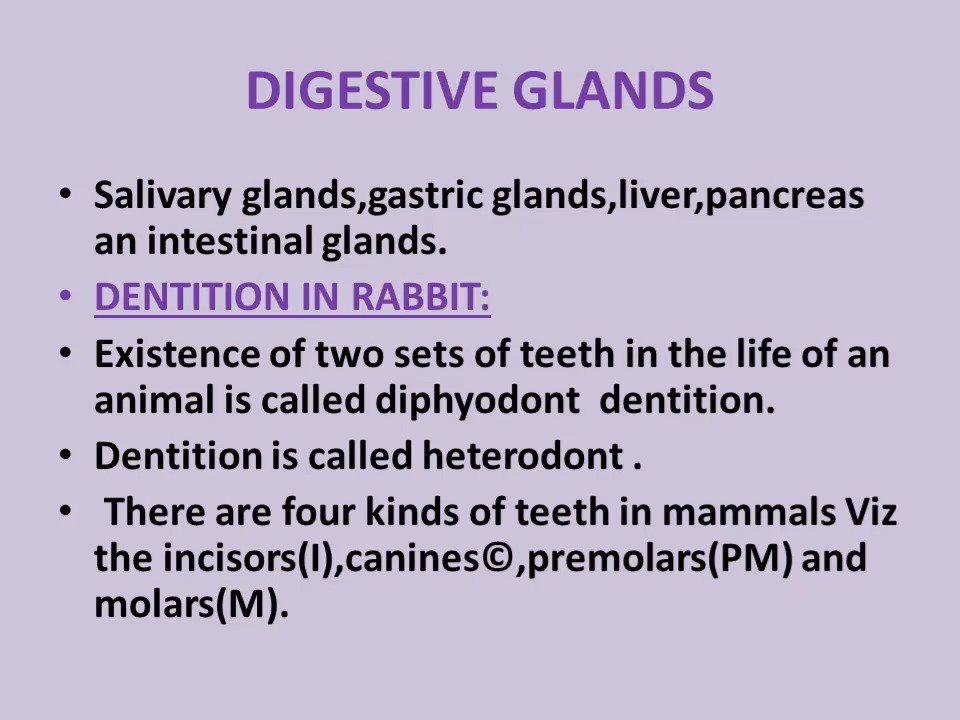 DIGESTIVE GLANDS
• Salivary glands,gastric glands,liver,pancreas
an intestinal glands.
• DENTITION IN RABBIT:
• Existence of two sets of teeth in the life of an
animal is called diphyodont  dentition.
• Dentition is called heterodont .
•  There are four kinds of teeth in mammals Viz
the incisors(I),canines©,premolars(PM) and
molars(M).